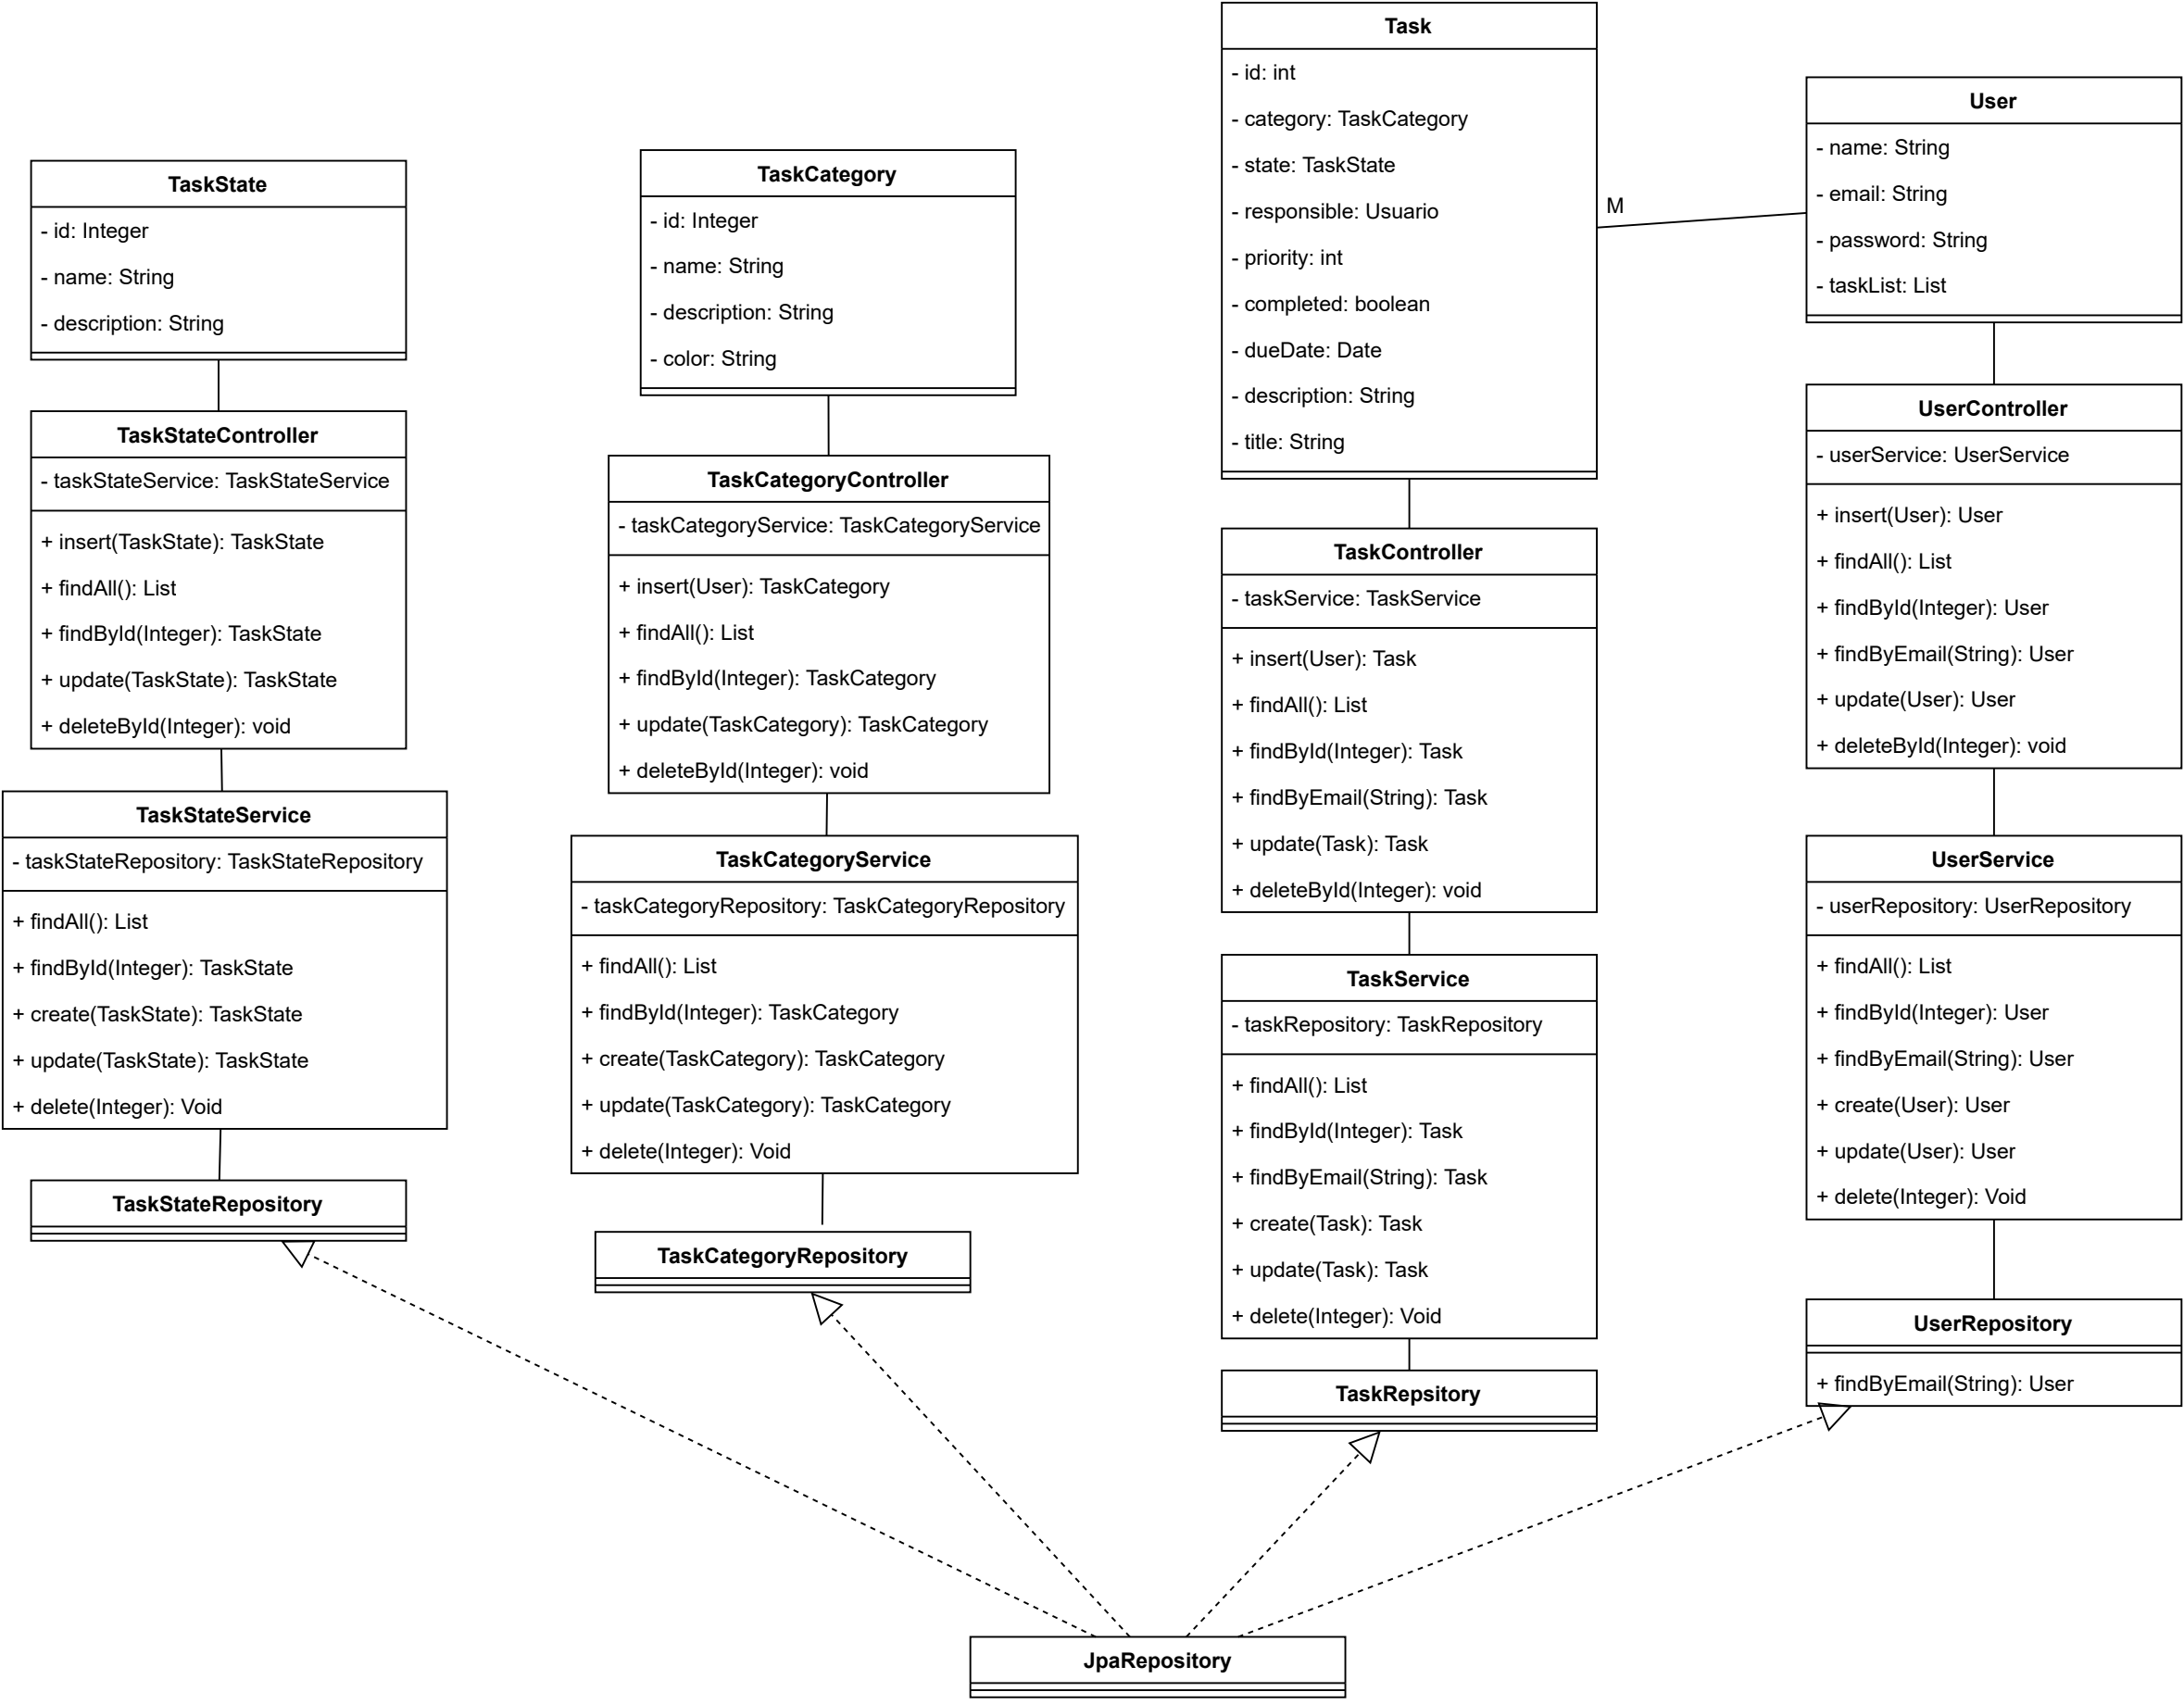 TaskState
- id: Integer
- name: String
- description: String
TaskStateController
- taskStateService: TaskStateService
+ insert(TaskState): TaskState
+ findAll(): List
+ findById(Integer): TaskState
+ update(TaskState): TaskState
+ deleteById(Integer): void
TaskStateService
- taskStateRepository: TaskStateRepository
+ findAll(): List
+ findById(Integer): TaskState
+ create(TaskState): TaskState
+ update(TaskState): TaskState
+ delete(Integer): Void
TaskStateRepository
TaskCategory
- id: Integer
- name: String
- description: String
- color: String
TaskCategoryController
- taskCategoryService: TaskCategoryService
+ insert(User): TaskCategory
+ findAll(): List
+ findById(Integer): TaskCategory
+ update(TaskCategory): TaskCategory
+ deleteById(Integer): void
TaskCategoryService
- taskCategoryRepository: TaskCategoryRepository
+ findAll(): List
+ findById(Integer): TaskCategory
+ create(TaskCategory): TaskCategory
+ update(TaskCategory): TaskCategory
+ delete(Integer): Void
TaskCategoryRepository
Task
- id: int
- category: TaskCategory
- state: TaskState
- responsible: Usuario
- priority: int
- completed: boolean
- dueDate: Date
- description: String
- title: String
M
TaskController
- taskService: TaskService
+ insert(User): Task
+ findAll(): List
+ findById(Integer): Task
+ findByEmail(String): Task
+ update(Task): Task
+ deleteById(Integer): void
TaskService
- taskRepository: TaskRepository
+ findAll(): List
+ findById(Integer): Task
+ findByEmail(String): Task
+ create(Task): Task
+ update(Task): Task
+ delete(Integer): Void
TaskRepsitory
User
- name: String
- email: String
- password: String
- taskList: List
UserController
- userService: UserService
+ insert(User): User
+ findAll(): List
+ findById(Integer): User
+ findByEmail(String): User
+ update(User): User
+ deleteById(Integer): void
UserService
- userRepository: UserRepository
+ findAll(): List
+ findById(Integer): User
+ findByEmail(String): User
+ create(User): User
+ update(User): User
+ delete(Integer): Void
UserRepository
+ findByEmail(String): User
JpaRepository